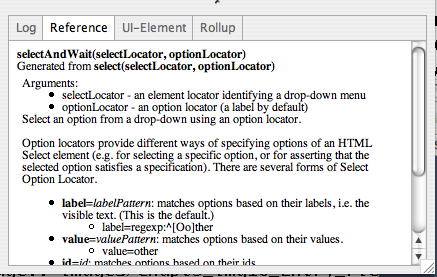 Log Reference UI-Element Rollup
selectAndWait(selectLocator, optionLocator)
Generated from select(selectLocator, optionLocator)
Arguments:
• selectLocator - an element locator identifying a drop-down menu
• optionLocator - an option locator (a label by default)
Select an option from a drop-down using an option locator.
Option locators provide different ways of specifying options of an HTML
Select element (e.g. for selecting a specific option, or for asserting that the
selected option satisfies a specification). There are several forms of Select
Option Locator.
• label=labelPattern: matches options based on their labels, i.e. the
visible text. (This is the default.)
○ label=regexp:^[Oo]ther
• value=valuePattern: matches options based on their values.
○ value=other
• id=id: matches options based on their ids.